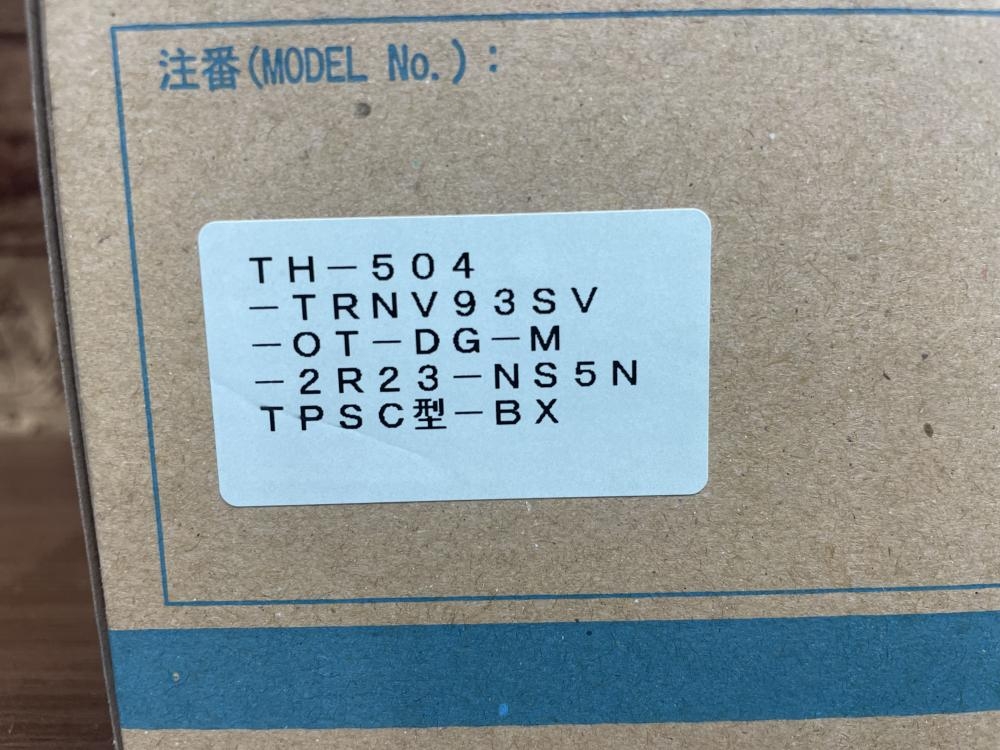 注番(MODEL No.):
TH-504
-TRNV93SV
-OT-DG-M
-2R23-NS5N
TPSC型-BX